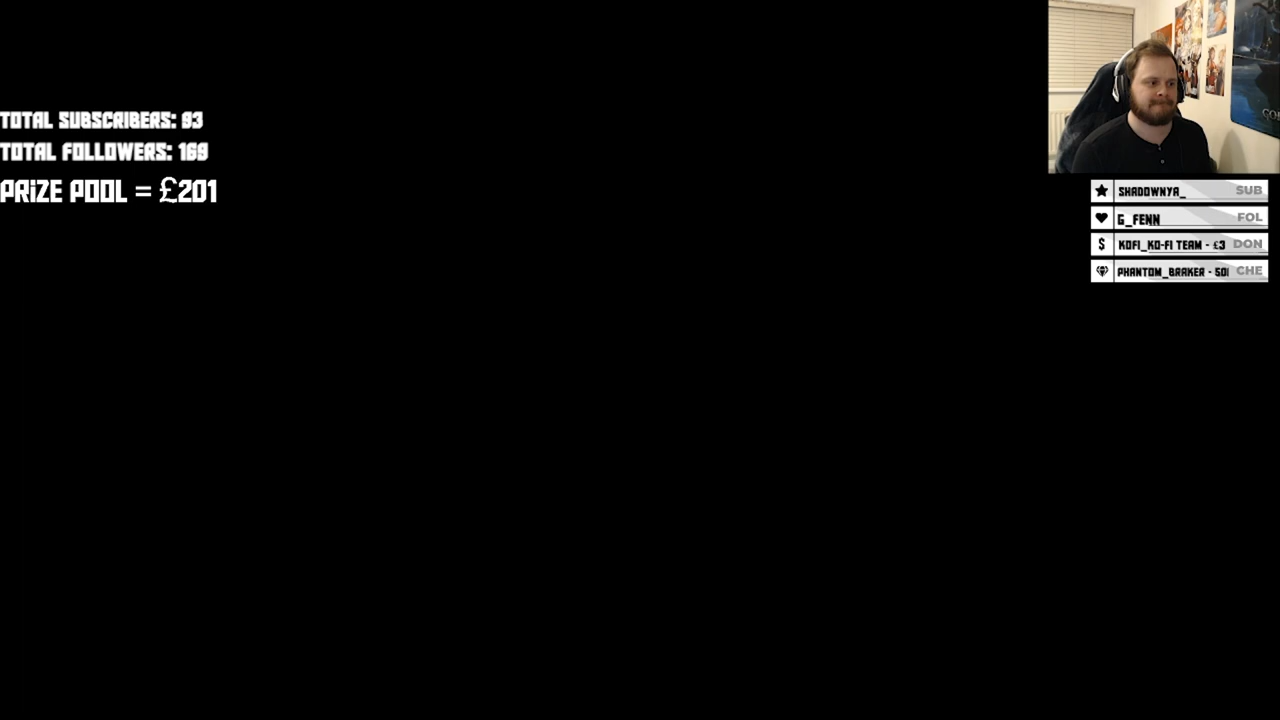 TOTAL SUBSCRIBERS: 93
TOTAL FOLLOWERS: 169
PRIZE POOL = £201
SHADOWNYA_ SUB
G_FENN FOL
$ KOFI_KO-FI TEAM - £3 DON
PHANTOM_BRAKER - 50 CHE